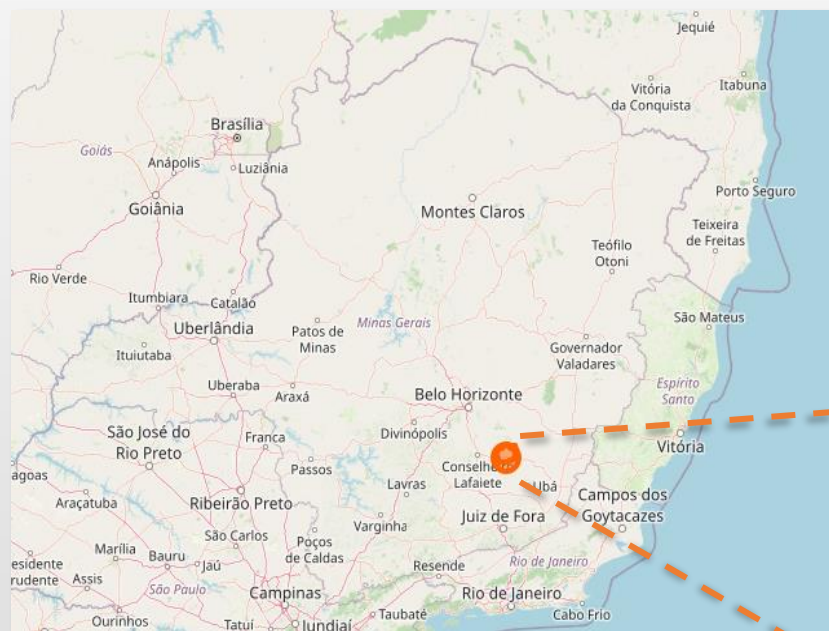 Jequié
Vitória
da Conquista
Itabuna
Brasília
Goiás
Anápolis
Luziânia
Goiânia
Porto Seguro
Montes Claros
Teixeira
de Freitas
Teófilo
Otoni
Rio Verde
Itumbiara
Catalão
São Mateus
Uberlândia
Patos de
Minas
Minas Gerais
Ituiutaba
Governador
Valadares
Espírito
Santo
Uberaba
Araxá
Belo Horizonte
São José do
Rio Preto
Franca
Divinópolis
Vitória
Passos
Lafaiete
Lavras
Ubá
Araçatuba
Ribeirão Preto
Campos dos
Goytacazes
Varginha
Juiz de Fora
São Carlos
Poços
de Caldas
Marília
Bauru
Jaú
Resende
Rio de Janeiro
Assis
São Paulo
Campinas
Rio de Janeiro
Taubaté
Cabo Frio
Ourinhos
Tatuí
Jundiaí